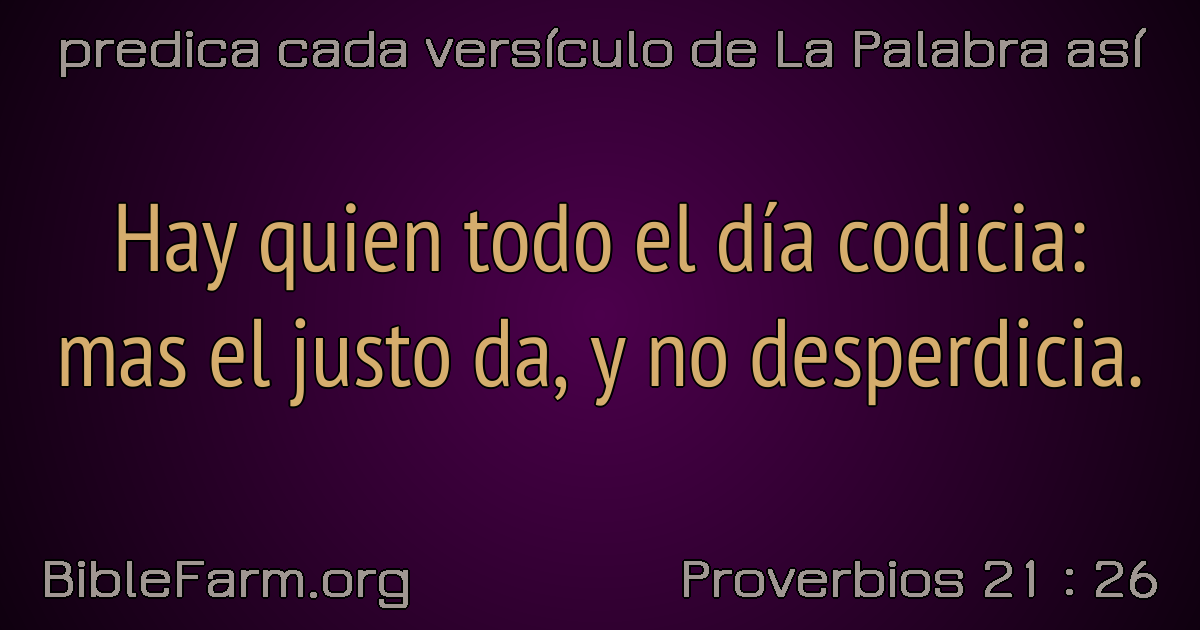 predica cada versículo de La Palabra así
Hay quien todo el día codicia:
mas el justo da, y no desperdicia.
BibleFarm.org
Proverbios 21 : 26